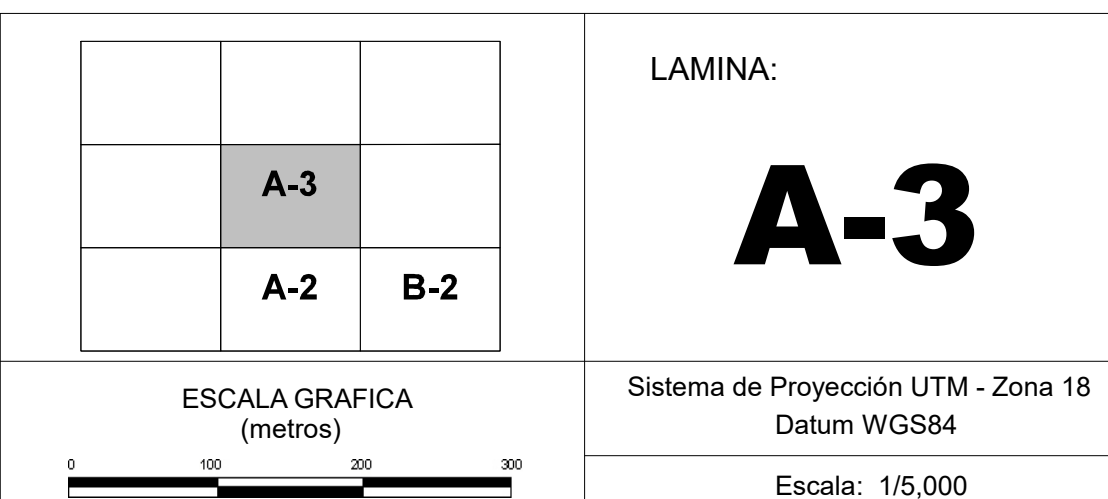 A-3
A-2 B-2
LAMINA:
A-3
ESCALA GRAFICA
(metros)
0 100 200 300
Sistema de Proyección UTM - Zona 18
Datum WGS84
Escala: 1/5,000